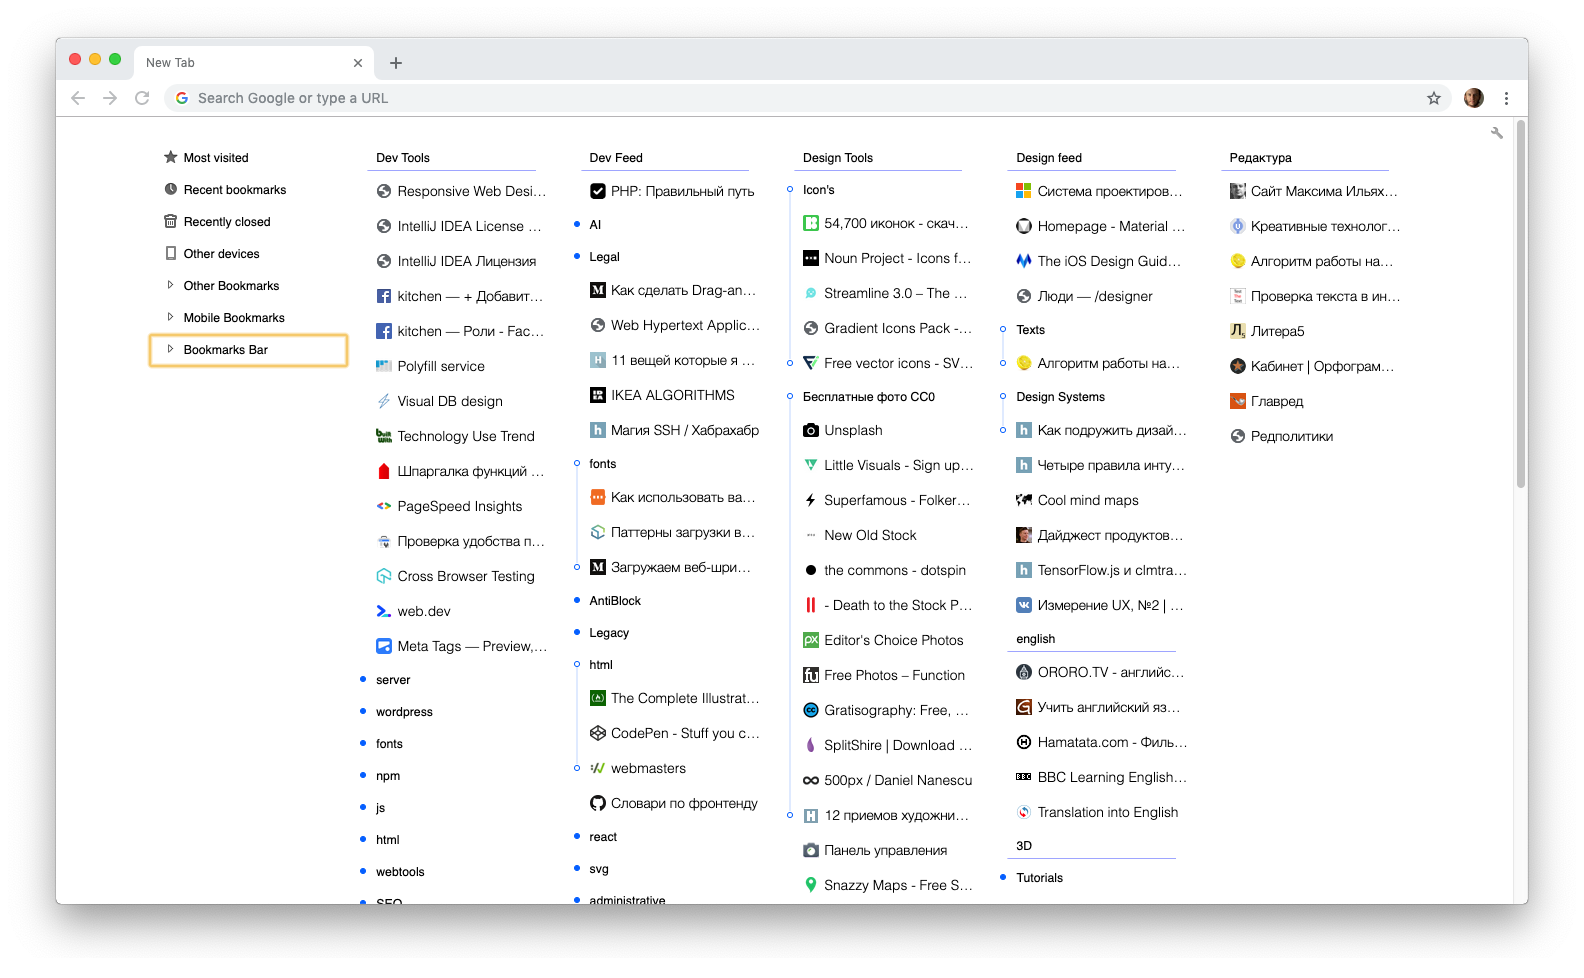 New Tab
Search Google or type a URL
Most visited
Recent bookmarks
Recently closed
Other devices
Other Bookmarks
Mobile Bookmarks
Bookmarks Bar
Dev Tools
Responsive Web Desi...
IntelliJ IDEA License ...
IntelliJ IDEA Лицензия
kitchen — + Добавит...
kitchen — Роли - Fac...
Polyfill service
Visual DB design
Technology Use Trend
Шпаргалка функций ...
PageSpeed Insights
Проверка удобства п...
Cross Browser Testing
web.dev
Meta Tags — Preview,...
server
wordpress
fonts
npm
js
html
webtools
SEO
Dev Feed
PHP: Правильный путь
AI
Legal
Как сделать Drag-an...
Web Hypertext Applic...
11 вещей которые я ...
IKEA ALGORITHMS
Магия SSH / Хабрахабр
fonts
Как использовать ва...
Паттерны загрузки в...
Загружаем веб-шри...
AntiBlock
Legacy
html
The Complete Illustrat...
CodePen - Stuff you c...
webmasters
Словари по фронтенду
react
svg
administrative
Design Tools
Icon's
54,700 иконок - скач...
Noun Project - Icons f...
Streamline 3.0 – The ...
Gradient Icons Pack -...
Free vector icons - SV...
Бесплатные фото CC0
Unsplash
Little Visuals - Sign up...
Superfamous - Folker...
New Old Stock
the commons - dotspin
- Death to the Stock P...
Editor's Choice Photos
Free Photos – Function
Gratisography: Free, ...
SplitShire | Download ...
500px / Daniel Nanescu
12 приемов художни...
Панель управления
Snazzy Maps - Free S...
Design feed
Система проектиров...
Homepage - Material ...
The iOS Design Guid...
Люди — /designer
Texts
Алгоритм работы на...
Design Systems
Как подружить дизай...
Четыре правила инту...
Cool mind maps
Дайджест продуктов...
TensorFlow.js и clmtra...
Измерение UX, №2 | ...
english
ORORO.TV - английс...
Учить английский яз...
Hamatata.com - Филь...
BBC Learning English...
Translation into English
3D
Tutorials
Редактура
Сайт Максима Ильях...
Креативные технолог...
Алгоритм работы на...
Проверка текста в ин...
Литера5
Кабинет | Орфограм...
Главред
Редполитики